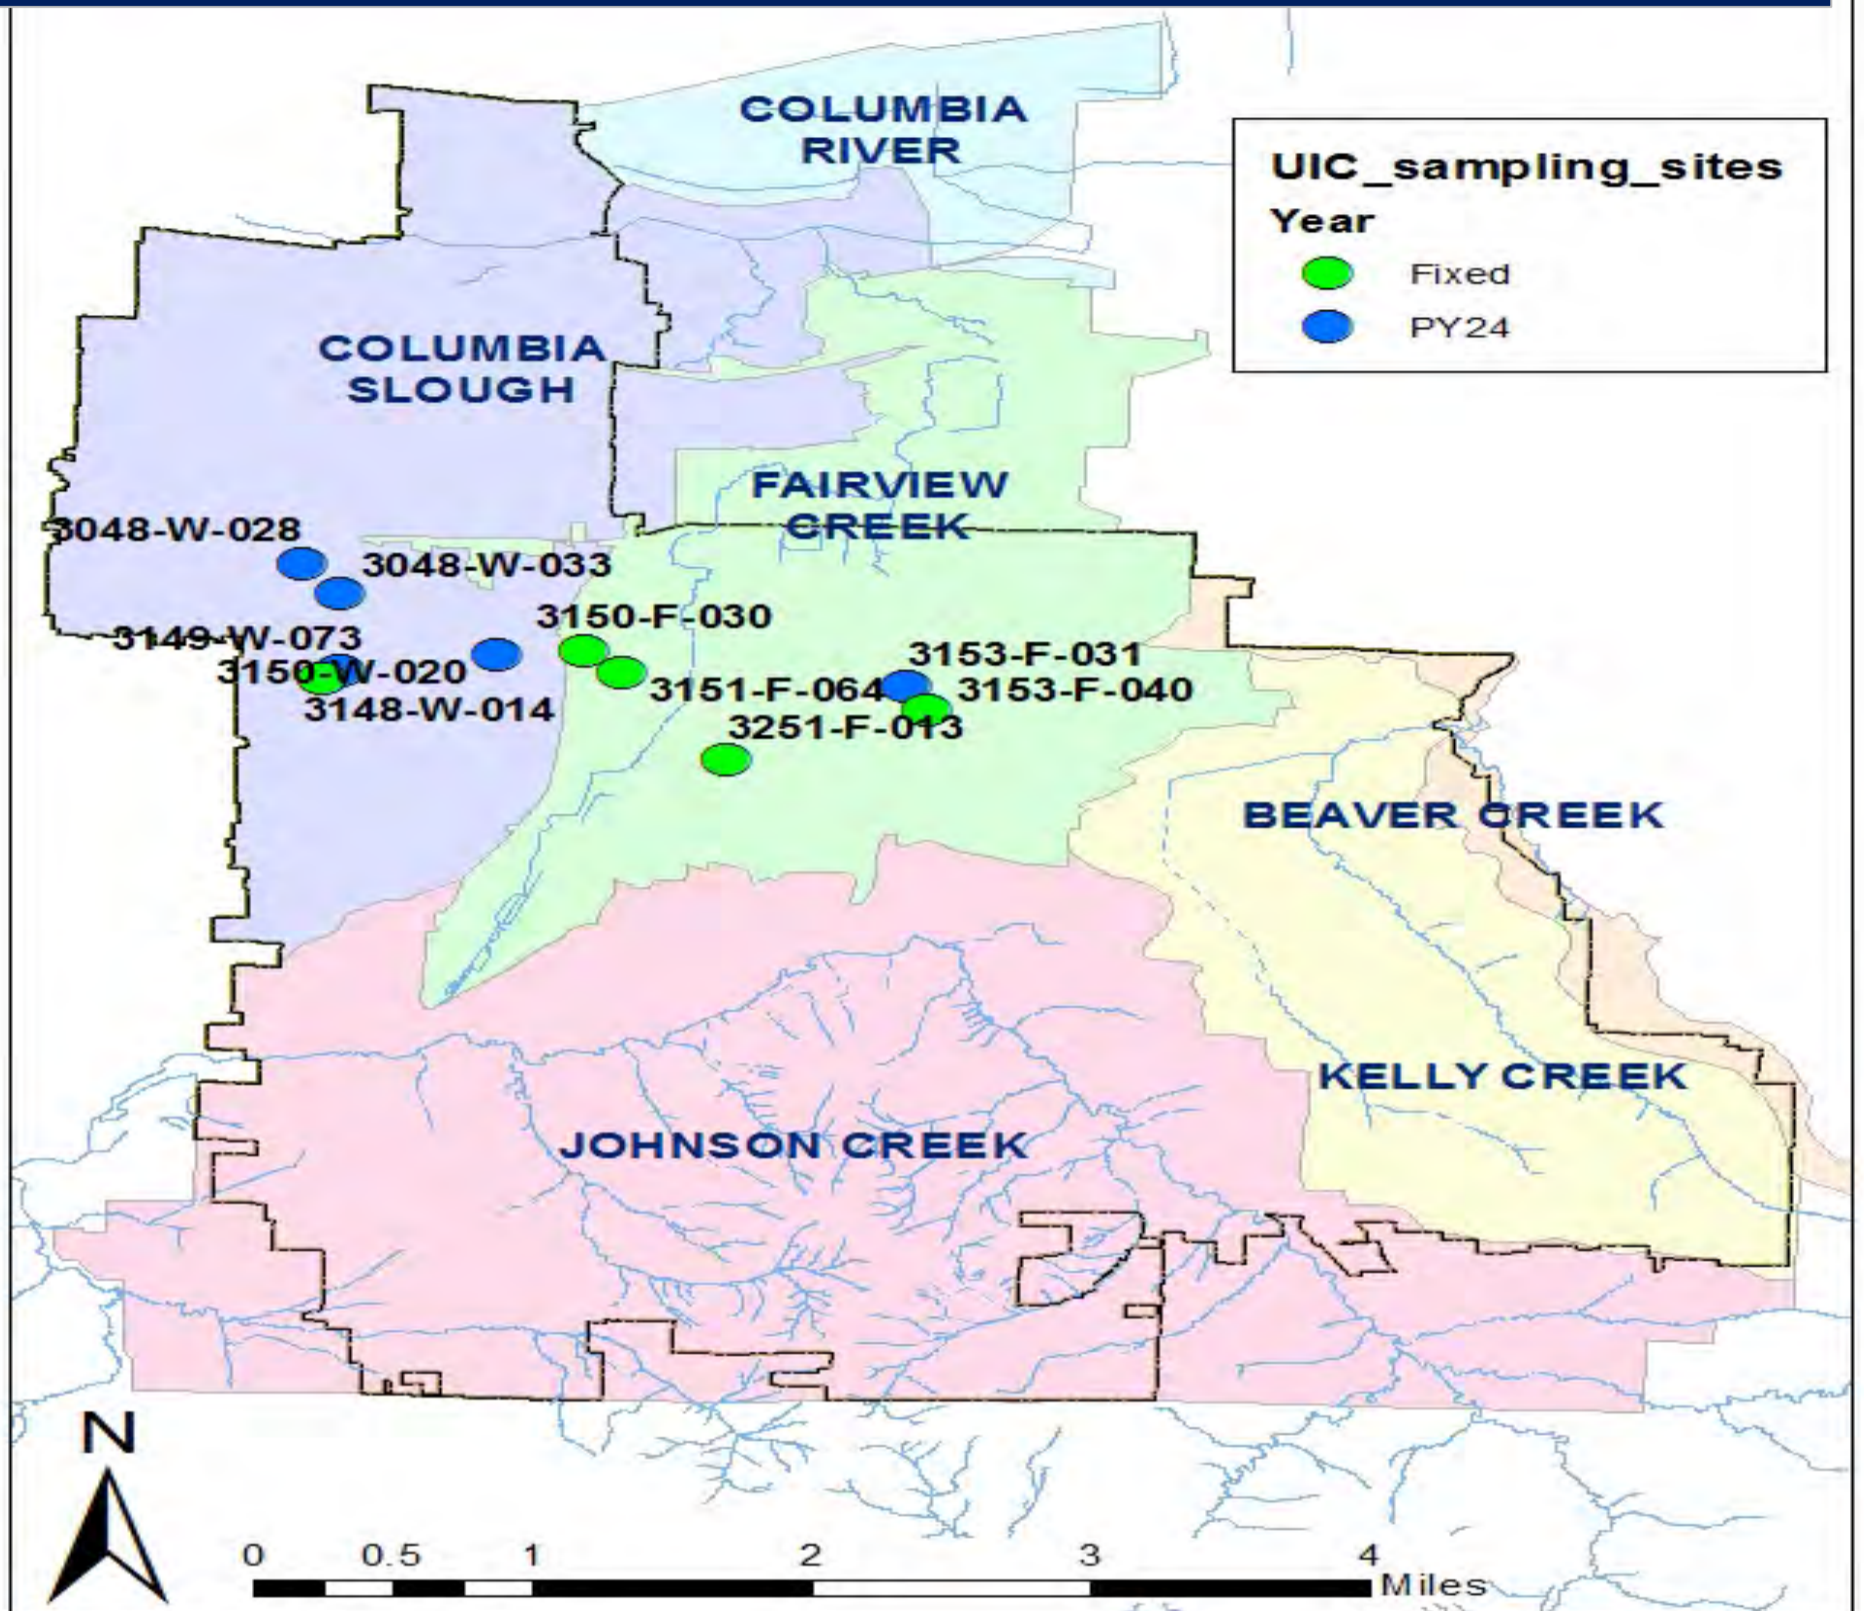 COLUMBIA
RIVER
UIC_sampling_sites
Year
Fixed
PY24
COLUMBIA
SLOUGH
FAIRVIEW
CREEK
3048-W-028
3048-W-033
3150-F-030
3149-W-073
3153-F-031
3150-W-020
3151-F-064
3153-F-040
3148-W-014
3251-F-013
BEAVER CREEK
KELLY CREEK
JOHNSON CREEK
N
0 0.5 1 2 3 4
Miles